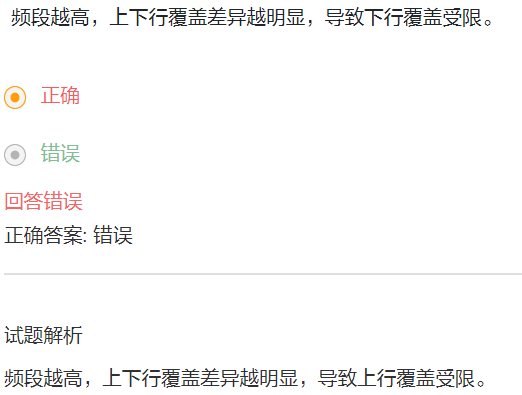 频段越高，上下行覆盖差异越明显，导致下行覆盖受限。
正确
错误
回答错误
正确答案: 错误
试题解析
频段越高，上下行覆盖差异越明显，导致上行覆盖受限。